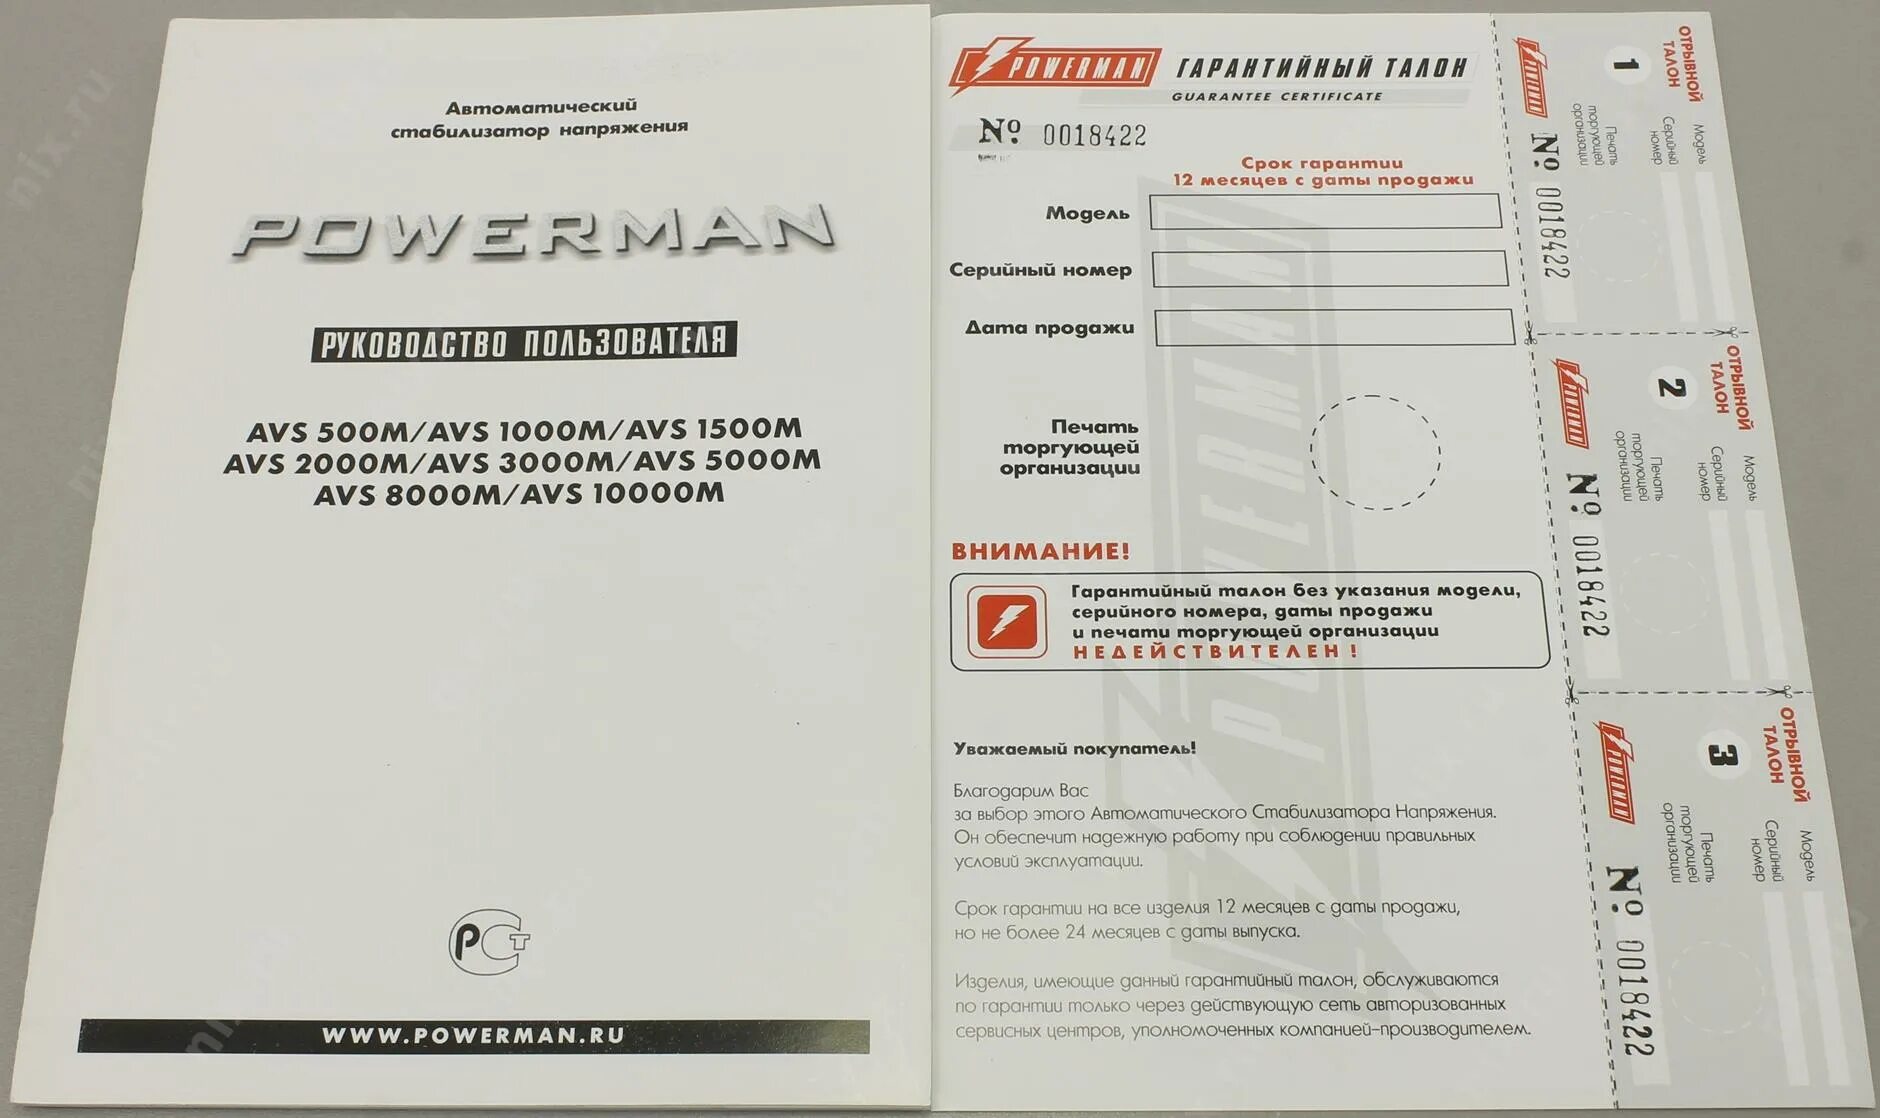 Автоматический
стабилизатор напряжения
POWERMAN
РУКОВОДСТВО ПОЛЬЗОВАТЕЛЯ
AVS 500M/AVS 1000M/AVS 1500M
AVS 2000M/AVS 3000M/AVS 5000M
AVS 8000M/AVS 10000M
РСТ
WWW.POWERMAN.RU
POWERMAN ГАРАНТИЙНЫЙ ТАЛОН
GUARANTEE CERTIFICATE
№ 0018422
Срок гарантии
12 месяцев с даты продажи
Модель
Серийный номер
Дата продажи
Печать
торгующей
организации
ВНИМАНИЕ!
Гарантийный талон без указания модели,
серийного номера, даты продажи
и печати торгующей организации
НЕДЕЙСТВИТЕЛЕН !
Уважаемый покупатель!
Благодарим Вас
за выбор этого Автоматического Стабилизатора Напряжения.
Он обеспечит надежную работу при соблюдении правильных
условий эксплуатации.
Срок гарантии на все изделия 12 месяцев с даты продажи,
но не более 24 месяцев с даты выпуска.
Изделия, имеющие данный гарантийный талон, обслуживаются
по гарантии только через действующую сеть авторизованных
сервисных центров, уполномоченных компанией-производителем.
POWERMAN
ОТРЫВНОЙ
ТАЛОН
1
Модель
Серийный
номер
Печать
торгующей
организации
№ 0018422
POWERMAN
ОТРЫВНОЙ
ТАЛОН
2
Модель
Серийный
номер
Печать
торгующей
организации
№ 0018422
POWERMAN
ОТРЫВНОЙ
ТАЛОН
3
Модель
Серийный
номер
Печать
торгующей
организации
№ 0018422
POWERMAN
nix.ru